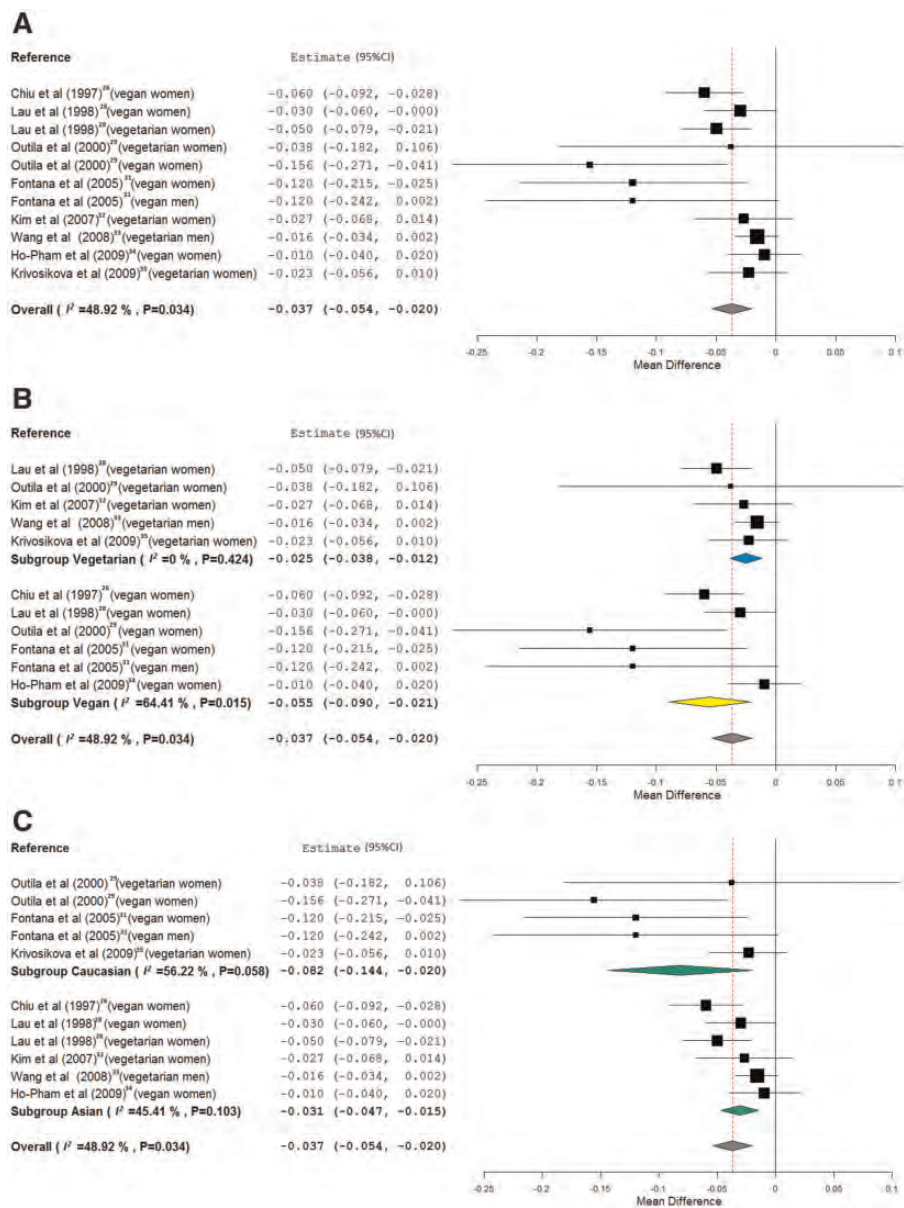 A
Reference Estimate (95%CI)
Chiu et al (1997)26(vegan women) -0.060 (-0.092, -0.028)
Lau et al (1998)28(vegan women) -0.030 (-0.060, -0.000)
Lau et al (1998)28(vegetarian women) -0.050 (-0.079, -0.021)
Outila et al (2000)29(vegetarian women) -0.038 (-0.182, 0.106)
Outila et al (2000)29(vegan women) -0.156 (-0.271, -0.041)
Fontana et al (2005)31(vegan women) -0.120 (-0.215, -0.025)
Fontana et al (2005)31(vegan men) -0.120 (-0.242, 0.002)
Kim et al (2007)32(vegetarian women) -0.027 (-0.068, 0.014)
Wang et al (2008)33(vegetarian men) -0.016 (-0.034, 0.002)
Ho-Pham et al (2009)34(vegan women) -0.010 (-0.040, 0.020)
Krivosikova et al (2009)35(vegetarian women) -0.023 (-0.056, 0.010)
Overall ( I2 =48.92 % , P=0.034) -0.037 (-0.054, -0.020)
-0.25 -0.2 -0.15 -0.1 -0.05 0 0.05 0.1
Mean Difference
B
Reference Estimate (95%CI)
Lau et al (1998)28(vegetarian women) -0.050 (-0.079, -0.021)
Outila et al (2000)29(vegetarian women) -0.038 (-0.182, 0.106)
Kim et al (2007)32(vegetarian women) -0.027 (-0.068, 0.014)
Wang et al (2008)33(vegetarian men) -0.016 (-0.034, 0.002)
Krivosikova et al (2009)35(vegetarian women) -0.023 (-0.056, 0.010)
Subgroup Vegetarian ( I2 =0 % , P=0.424) -0.025 (-0.038, -0.012)
Chiu et al (1997)26(vegan women) -0.060 (-0.092, -0.028)
Lau et al (1998)28(vegan women) -0.030 (-0.060, -0.000)
Outila et al (2000)29(vegan women) -0.156 (-0.271, -0.041)
Fontana et al (2005)31(vegan women) -0.120 (-0.215, -0.025)
Fontana et al (2005)31(vegan men) -0.120 (-0.242, 0.002)
Ho-Pham et al (2009)34(vegan women) -0.010 (-0.040, 0.020)
Subgroup Vegan ( I2 =64.41 % , P=0.015) -0.055 (-0.090, -0.021)
Overall ( I2 =48.92 % , P=0.034) -0.037 (-0.054, -0.020)
-0.25 -0.2 -0.15 -0.1 -0.05 0 0.05 0.1
Mean Difference
C
Reference Estimate (95%CI)
Outila et al (2000)29(vegetarian women) -0.038 (-0.182, 0.106)
Outila et al (2000)29(vegan women) -0.156 (-0.271, -0.041)
Fontana et al (2005)31(vegan women) -0.120 (-0.215, -0.025)
Fontana et al (2005)31(vegan men) -0.120 (-0.242, 0.002)
Krivosikova et al (2009)35(vegetarian women) -0.023 (-0.056, 0.010)
Subgroup Caucasian ( I2 =56.22 % , P=0.058) -0.082 (-0.144, -0.020)
Chiu et al (1997)26(vegan women) -0.060 (-0.092, -0.028)
Lau et al (1998)28(vegan women) -0.030 (-0.060, -0.000)
Lau et al (1998)28(vegetarian women) -0.050 (-0.079, -0.021)
Kim et al (2007)32(vegetarian women) -0.027 (-0.068, 0.014)
Wang et al (2008)33(vegetarian men) -0.016 (-0.034, 0.002)
Ho-Pham et al (2009)34(vegan women) -0.010 (-0.040, 0.020)
Subgroup Asian ( I2 =45.41 % , P=0.103) -0.031 (-0.047, -0.015)
Overall ( I2 =48.92 % , P=0.034) -0.037 (-0.054, -0.020)
-0.25 -0.2 -0.15 -0.1 -0.05 0 0.05 0.1
Mean Difference